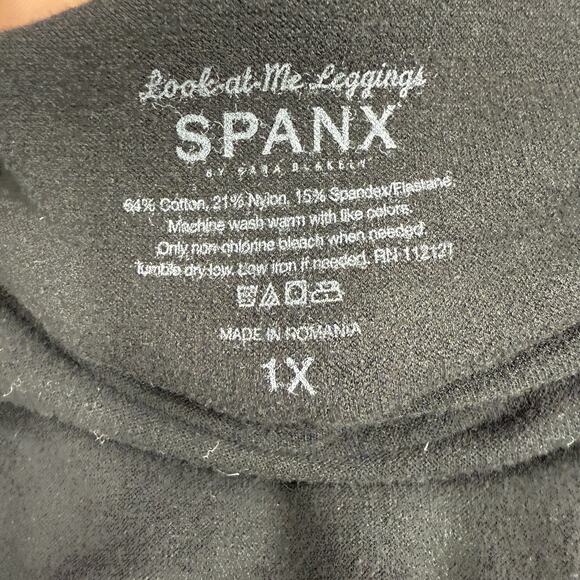 Look-at-Me Leggings
SPANX
BY SARA BLAKELY
64% Cotton, 21% Nylon, 15% Spandex/Elastane.
Machine wash warm with like colors.
Only non-chlorine bleach when needed.
Tumble dry low. Low iron if needed. RN 112121
MADE IN ROMANIA
1X